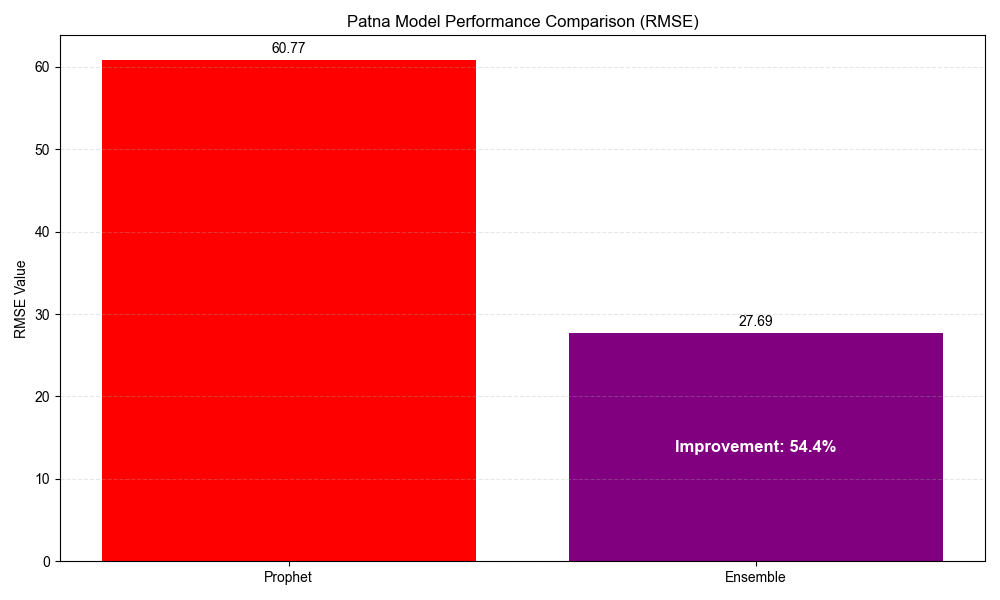 Patna Model Performance Comparison (RMSE)
60.77
60
50
40
30
27.69
20
Improvement: 54.4%
10
0
RMSE Value
Prophet
Ensemble